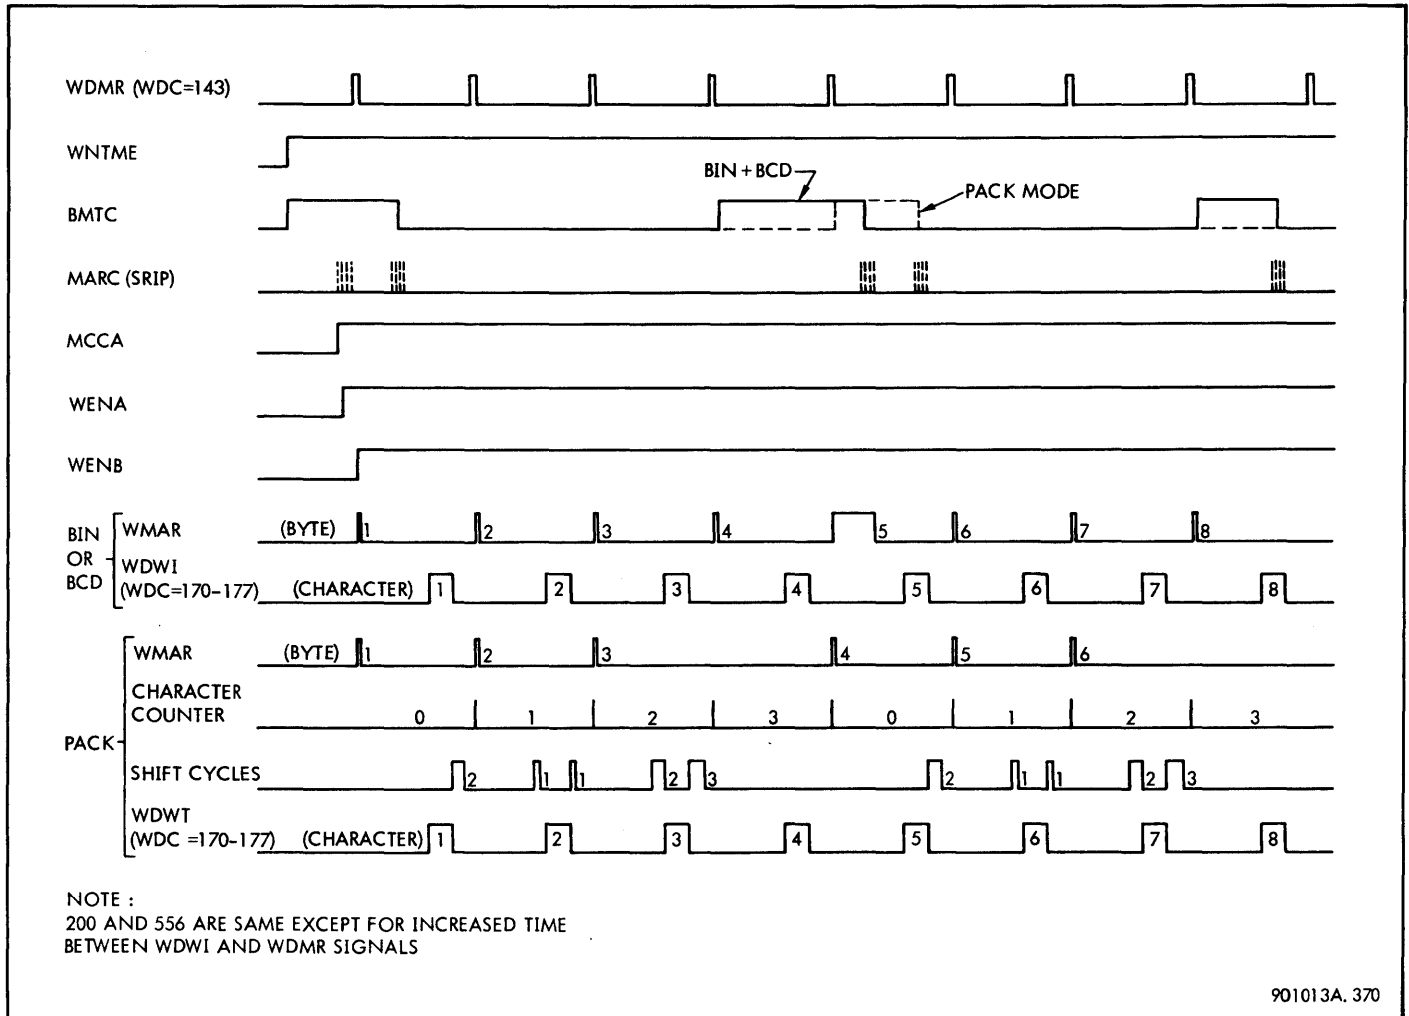 WDMR (WDC=143)
WNTME
BIN + BCD
PACK MODE
BMTC
MARC (SRIP)
MCCA
WENA
WENB
BIN OR BCD
WMAR (BYTE) 1 2 3 4 5 6 7 8
WDWI
(WDC=170-177) (CHARACTER) 1 2 3 4 5 6 7 8
PACK
WMAR (BYTE) 1 2 3 4 5 6
CHARACTER
COUNTER 0 1 2 3 0 1 2 3
SHIFT CYCLES 2 1 1 2 3 2 1 1 2 3
WDWT
(WDC =170-177) (CHARACTER) 1 2 3 4 5 6 7 8
NOTE :
200 AND 556 ARE SAME EXCEPT FOR INCREASED TIME
BETWEEN WDWI AND WDMR SIGNALS
901013A. 370